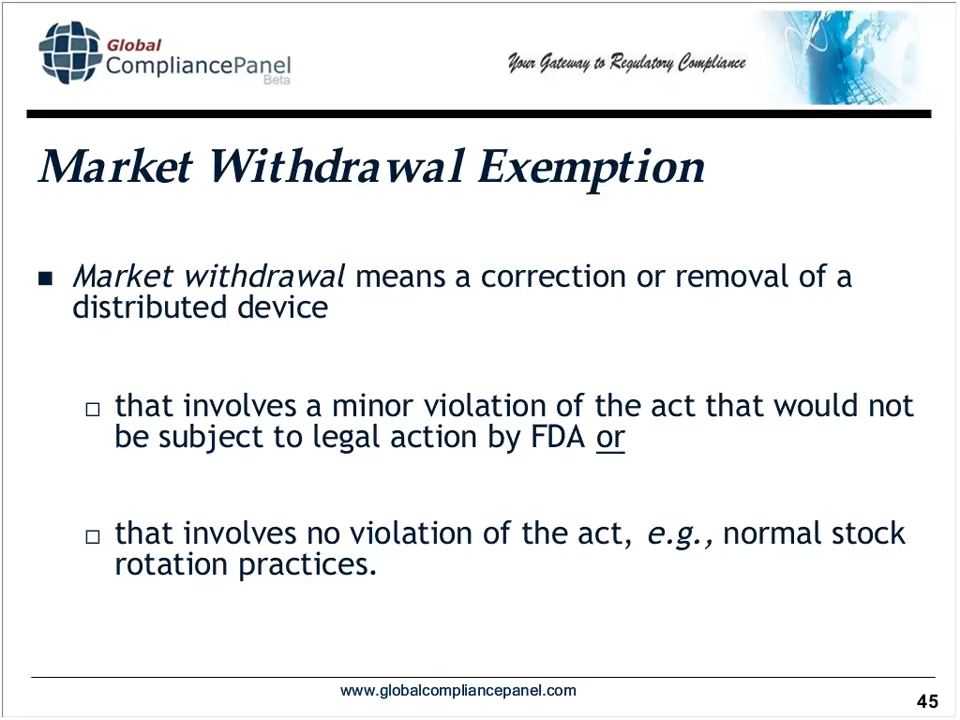 Global
CompliancePanel
Beta
Your Gateway to Regulatory Compliance
Market Withdrawal Exemption
Market withdrawal means a correction or removal of a
distributed device
that involves a minor violation of the act that would not
be subject to legal action by FDA or
that involves no violation of the act, e.g., normal stock
rotation practices.
www.globalcompliancepanel.com
45